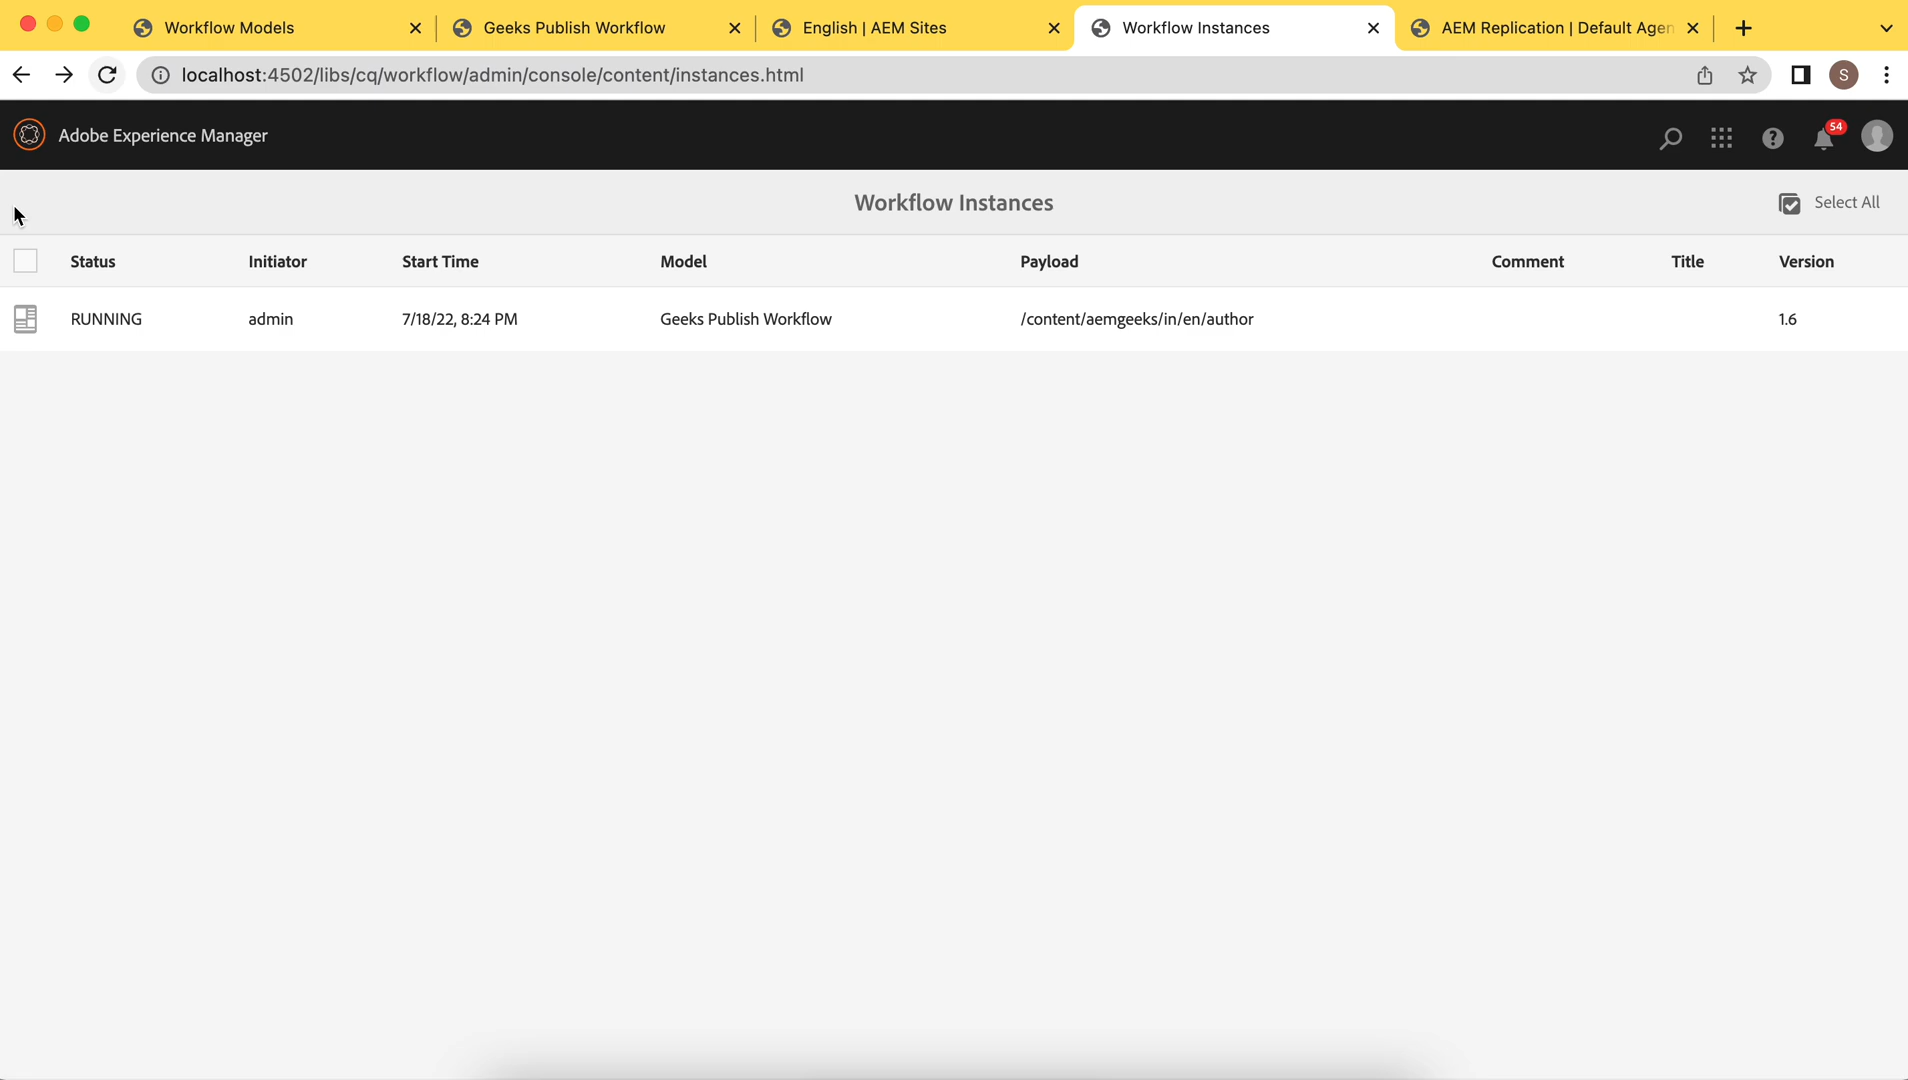 Workflow Models
Geeks Publish Workflow
English | AEM Sites
Workflow Instances
AEM Replication | Default Agen
localhost:4502/libs/cq/workflow/admin/console/content/instances.html
S
Adobe Experience Manager
54
Workflow Instances
Select All
Status Initiator Start Time Model Payload Comment Title Version
RUNNING admin 7/18/22, 8:24 PM Geeks Publish Workflow /content/aemgeeks/in/en/author 1.6